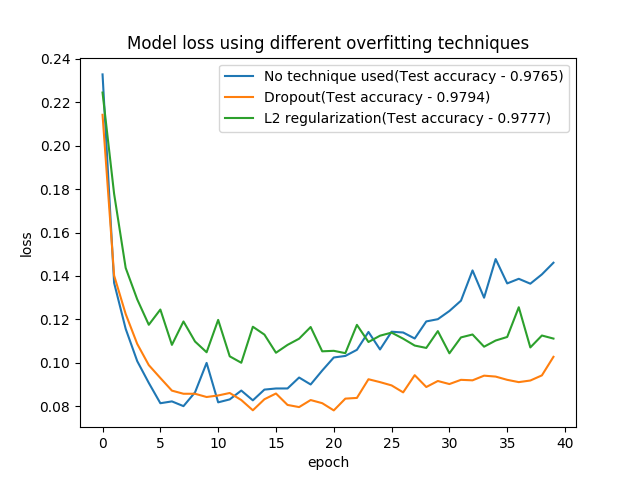 Model loss using different overfitting techniques
No technique used(Test accuracy - 0.9765)
Dropout(Test accuracy - 0.9794)
L2 regularization(Test accuracy - 0.9777)
loss
0.24
0.22
0.20
0.18
0.16
0.14
0.12
0.10
0.08
0 5 10 15 20 25 30 35 40
epoch